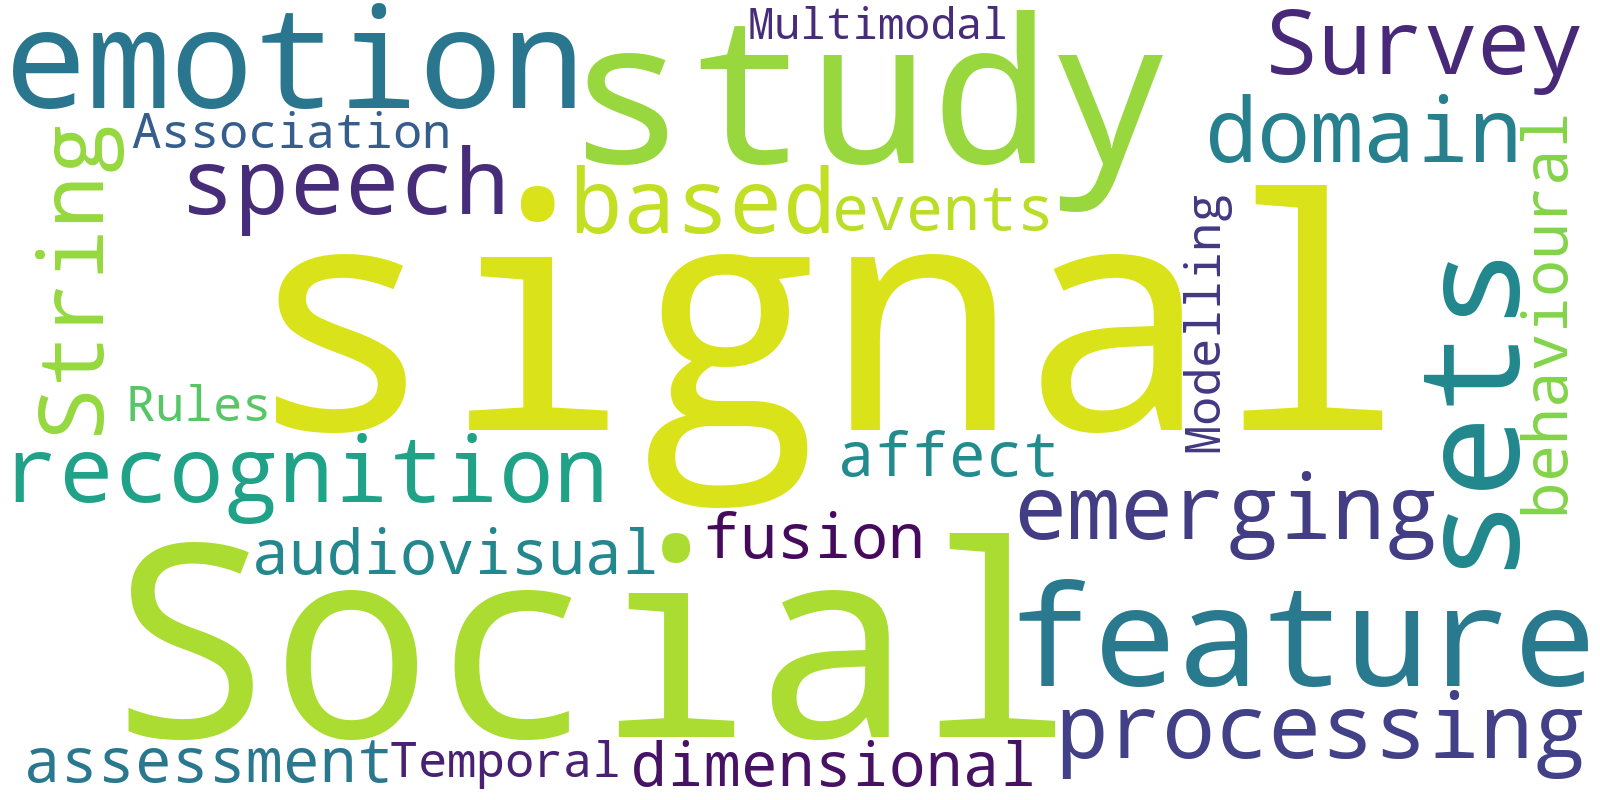 emotion
study
Multimodal
Survey
Association
speech
based
events
domain
String
signal
Modelling
behavioural
sets
Rules
recognition
affect
emerging
audiovisual
fusion
Social
feature
processing
assessment
Temporal
dimensional